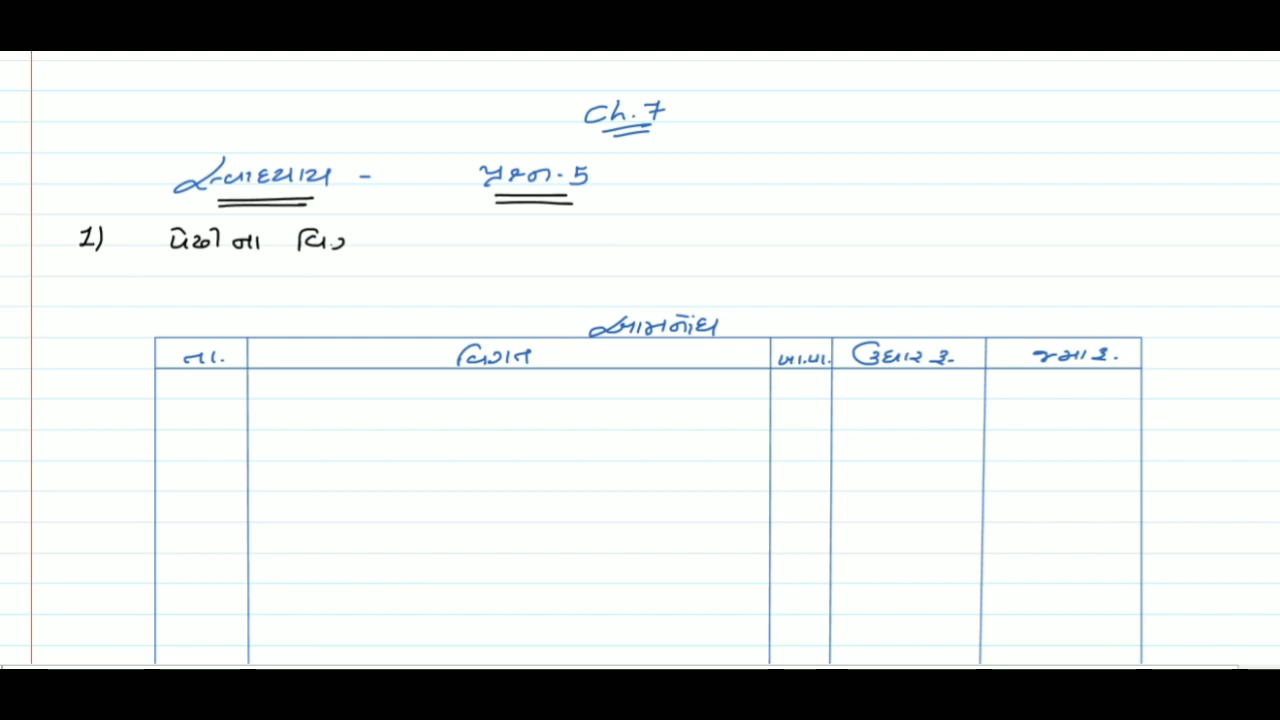 Ch. 7
સ્વાધ્યાય - પ્રશ્ન. 5
1) પેઢીના
આમનોંધ
તા. વિગત ખા.પા. ઉધાર રૂ. જમા રૂ.